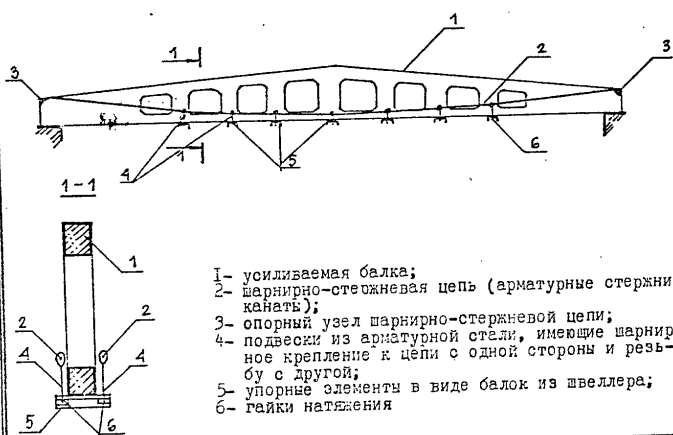 1
1
2
3
3
4
1
5
6
1-1
1
2
2
4
4
5
6
I- усиливаемая балка;
2- шарнирно-стержневая цепь (арматурные стержни
канаты);
3- опорный узел шарнирно-стержневой цепи;
4- подвески из арматурной стали, имеющие шарнир-
ное крепление к цепи с одной стороны и резь-
бу с другой;
5- упорные элементы в виде балок из швеллера;
6- гайки натяжения